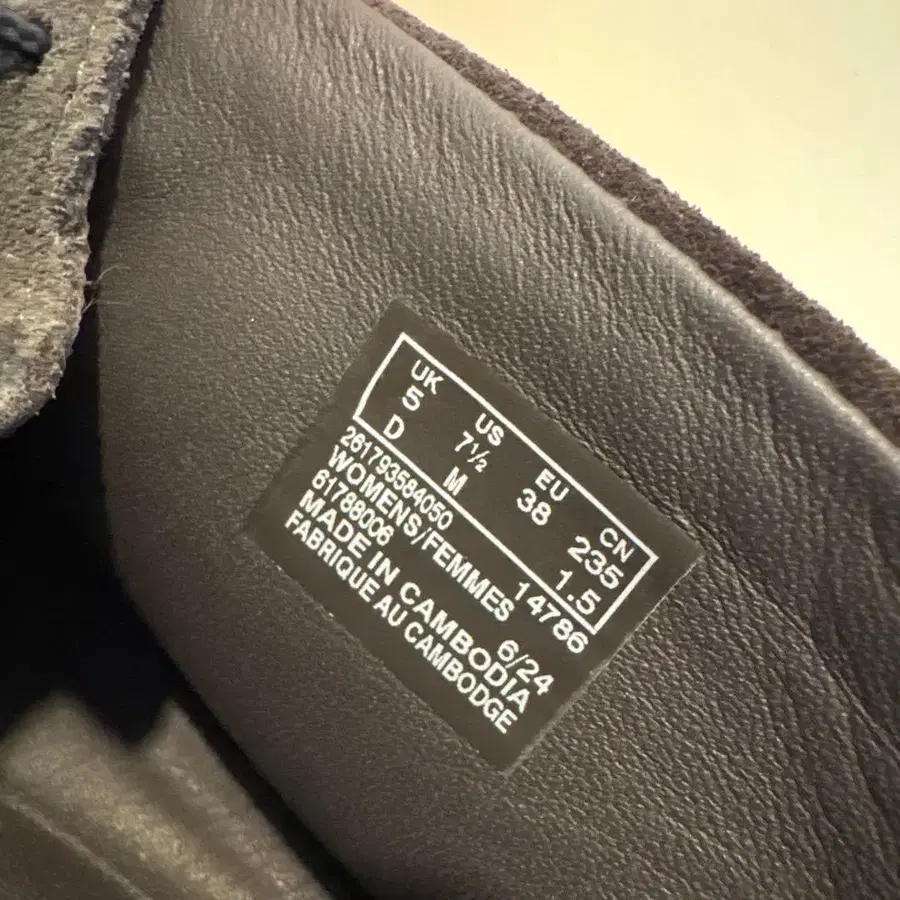 UK US EU CN
5 7½ 38 235
D M 1.5
261793584050 14786
WOMENS/FEMMES
61788006 6/24
MADE IN CAMBODIA
FABRIQUE AU CAMBODGE